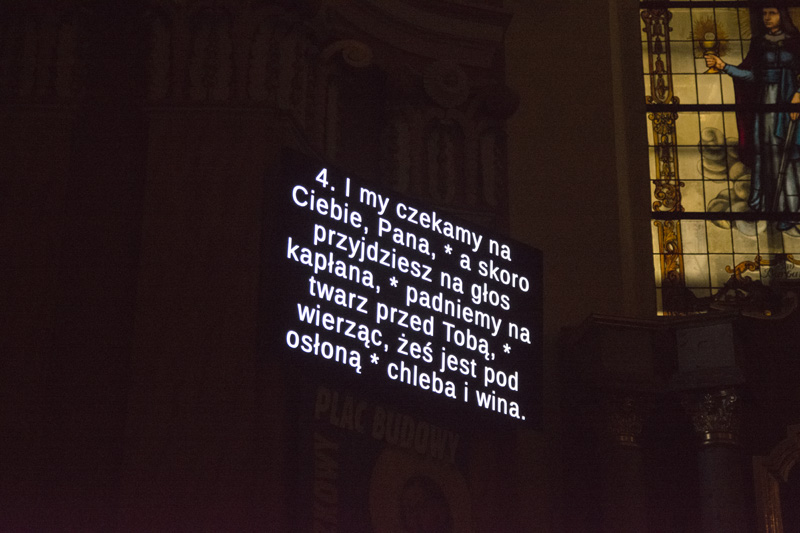 4. I my czekamy na
Ciebie, Pana, * a skoro
przyjdziesz na głos
kapłana, * padniemy na
twarz przed Tobą, *
wierząc, żeś jest pod
osłoną * chleba i wina.
PLAC BUDOWY